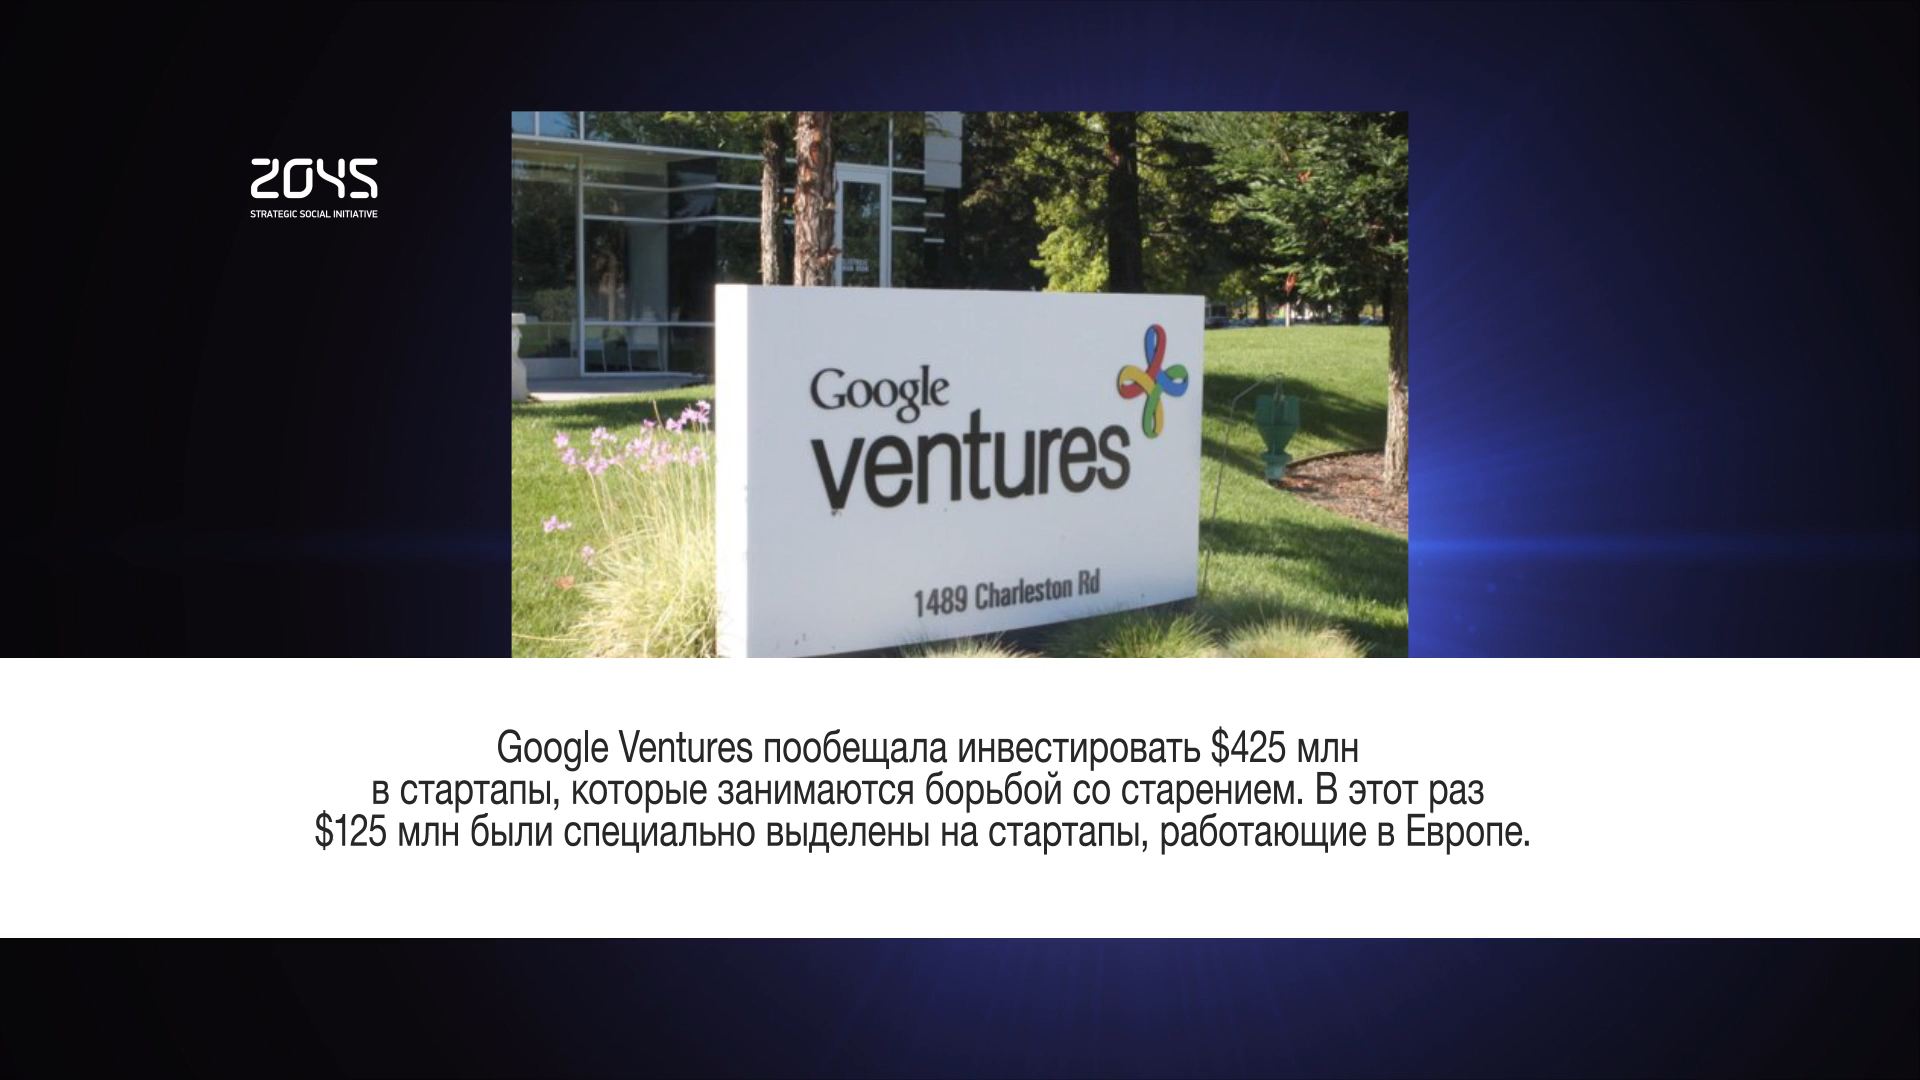 2045
STRATEGIC SOCIAL INITIATIVE
Google
ventures
1489 Charleston Rd
Google Ventures пообещала инвестировать $425 млн
в стартапы, которые занимаются борьбой со старением. В этот раз
$125 млн были специально выделены на стартапы, работающие в Европе.